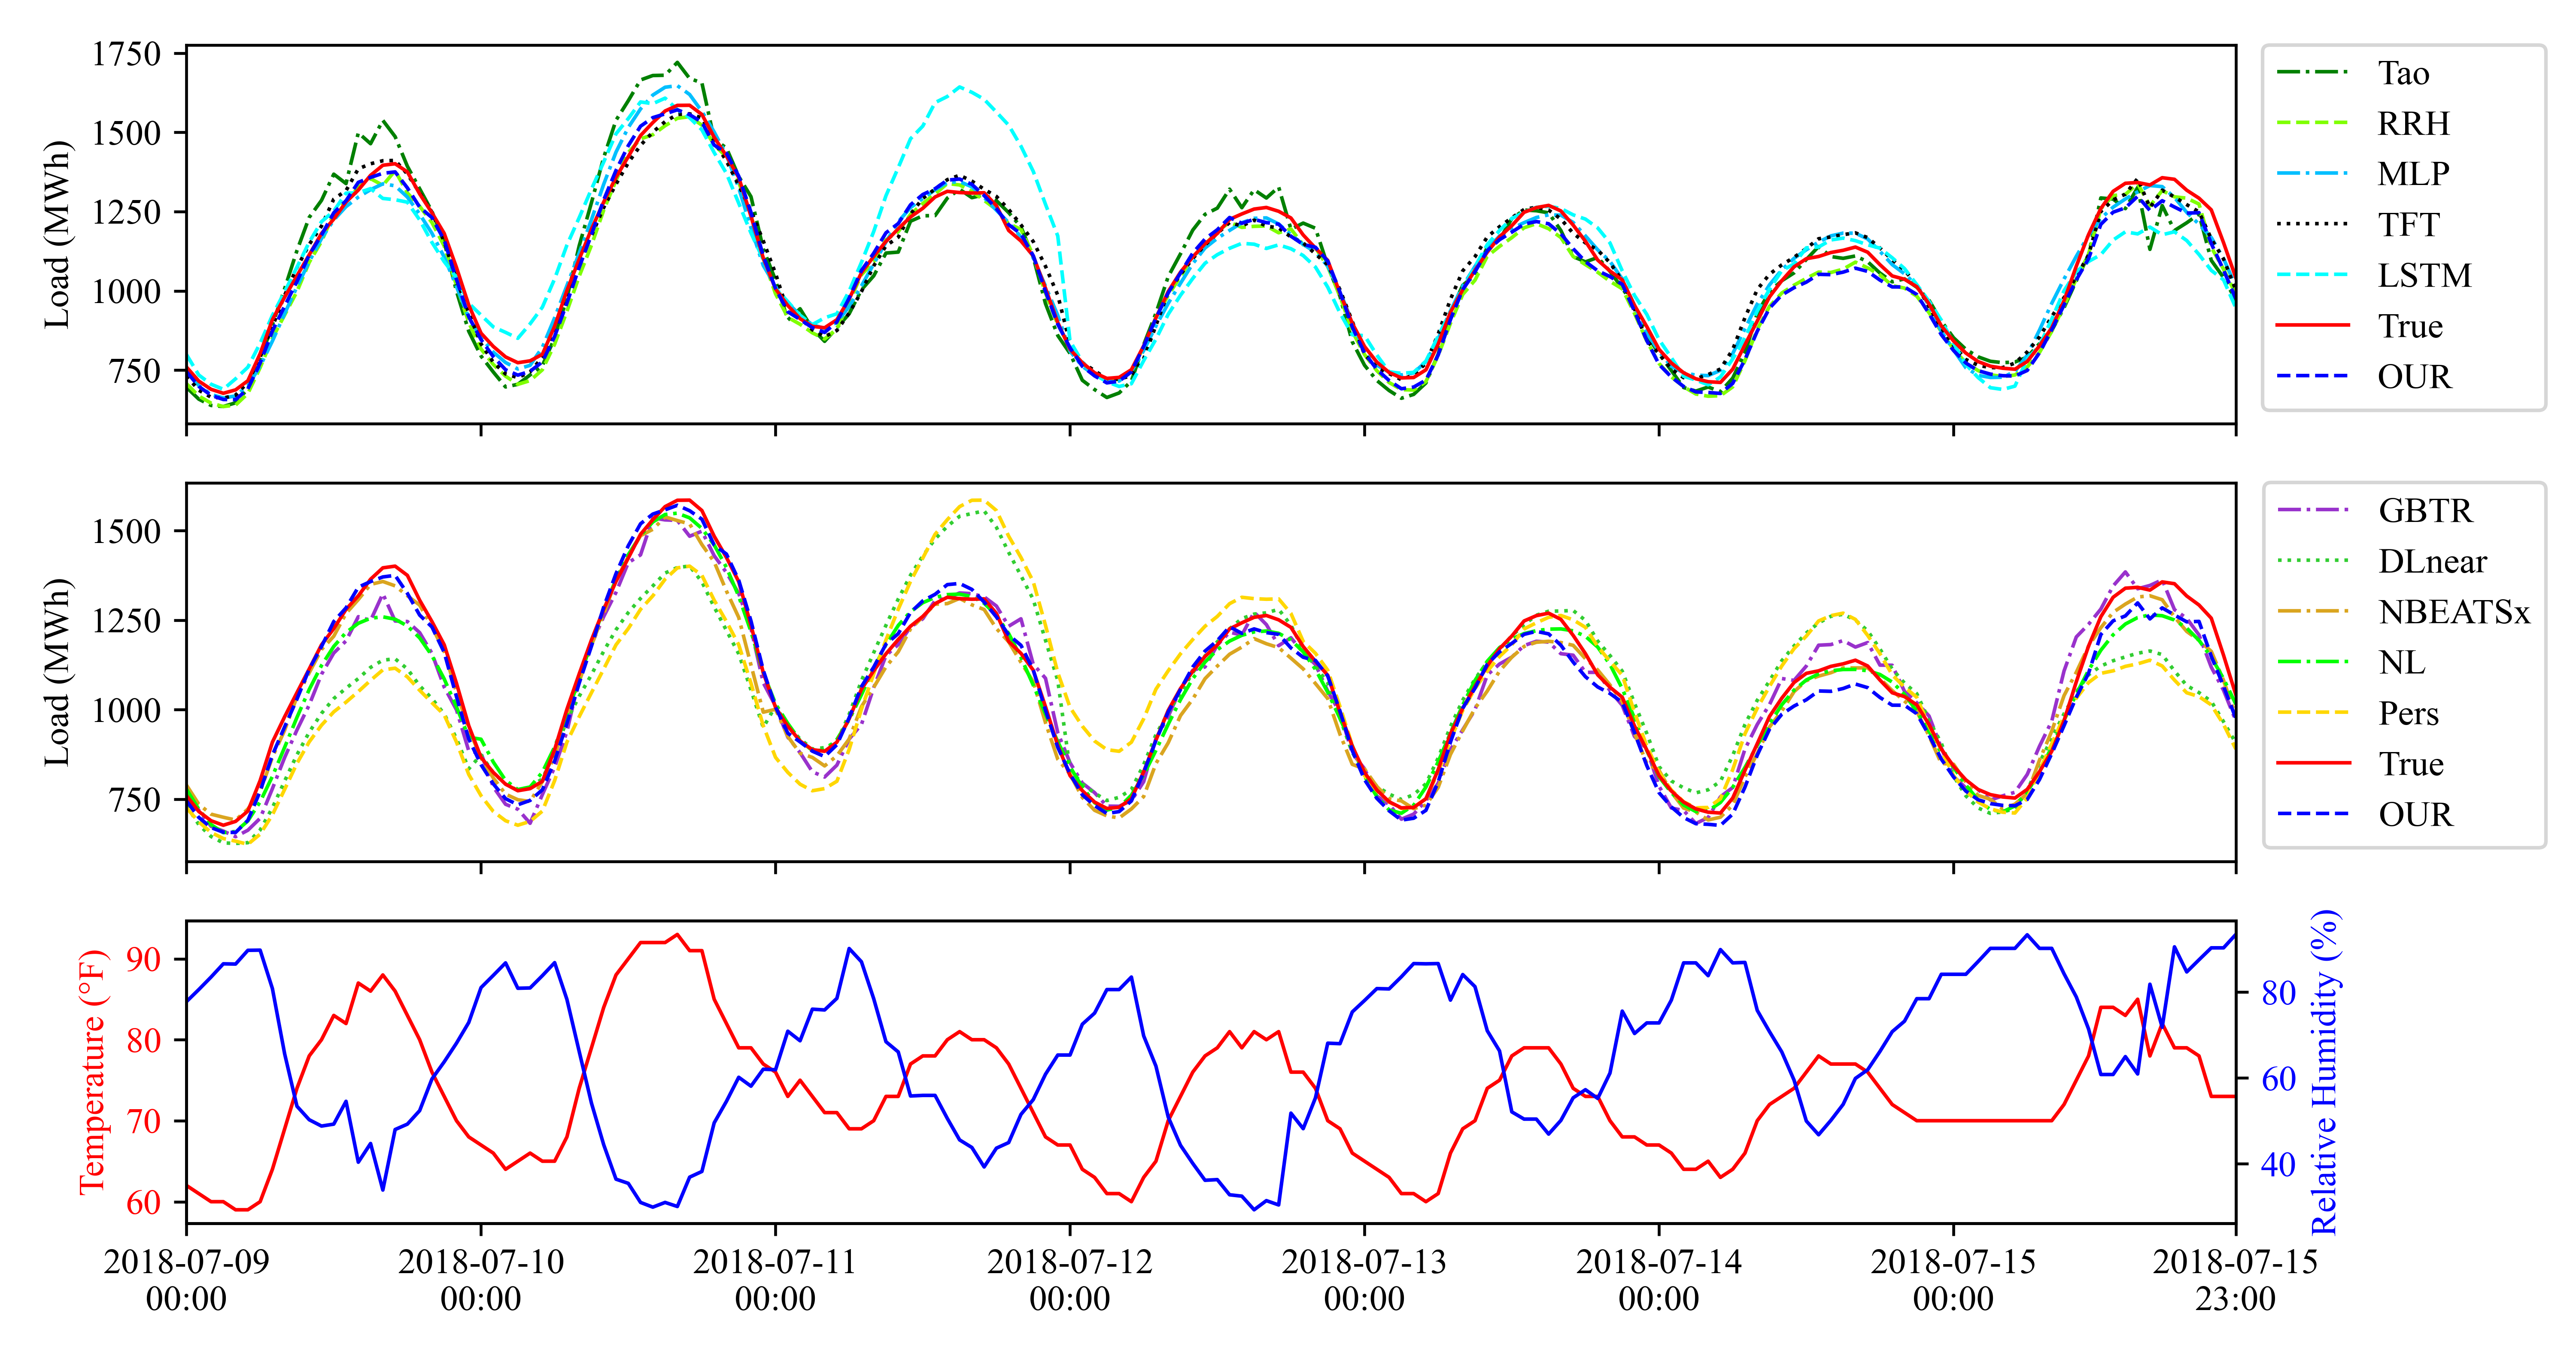 1750
1500
1250
1000
750
Load (MWh)
Tao
RRH
MLP
TFT
LSTM
True
OUR
1500
1250
1000
750
Load (MWh)
GBTR
DLnear
NBEATSx
NL
Pers
True
OUR
90
80
70
60
Temperature (°F)
80
60
40
Relative Humidity (%)
2018-07-09 2018-07-10 2018-07-11 2018-07-12 2018-07-13 2018-07-14 2018-07-15 2018-07-15
00:00 00:00 00:00 00:00 00:00 00:00 00:00 23:00